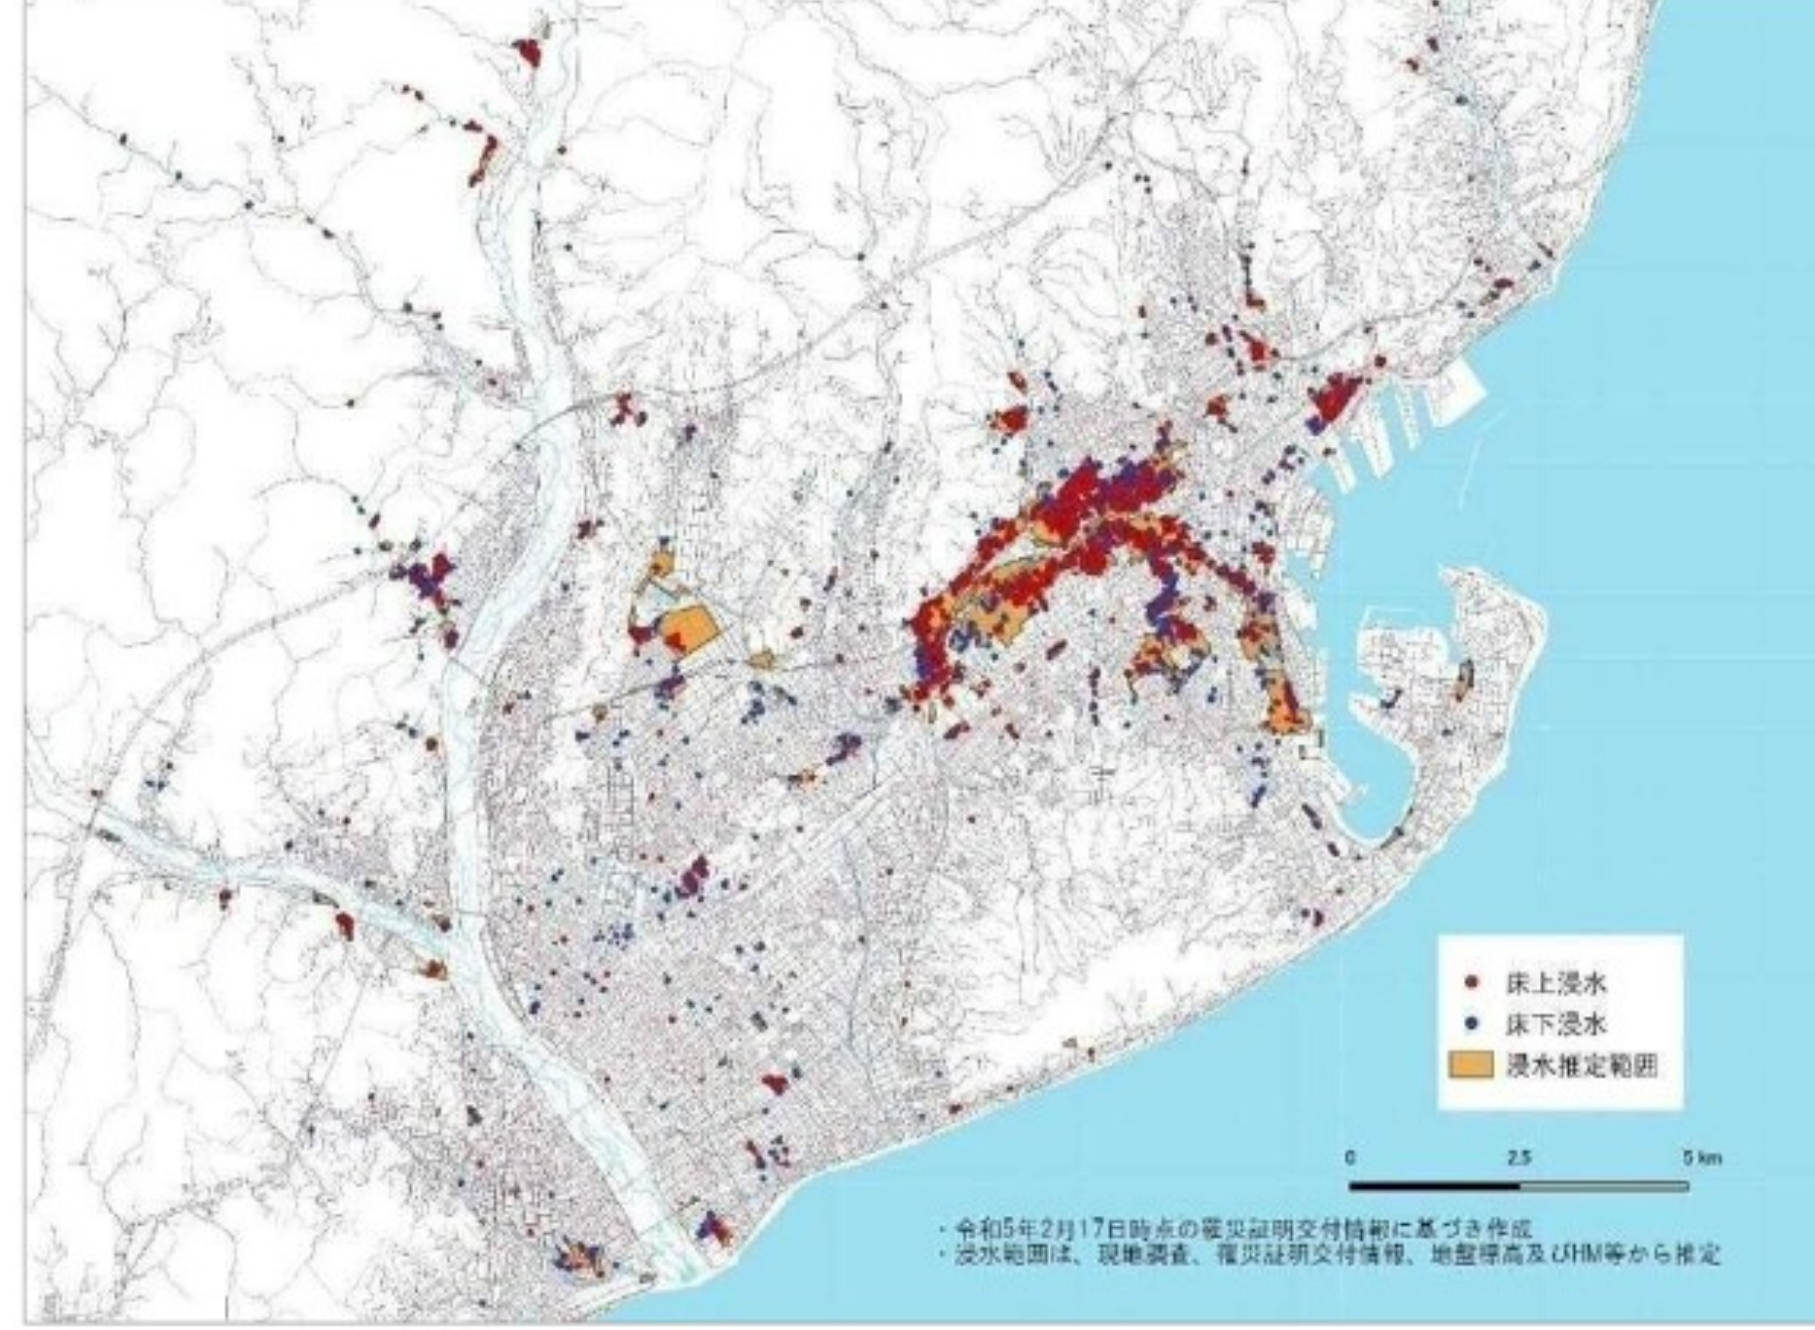 床上浸水
床下浸水
浸水推定範囲
0 2.5 5 km
・令和5年2月17日時点の罹災証明交付情報に基づき作成
・浸水範囲は、現地調査、罹災証明交付情報、地盤標高及びHM等から推定